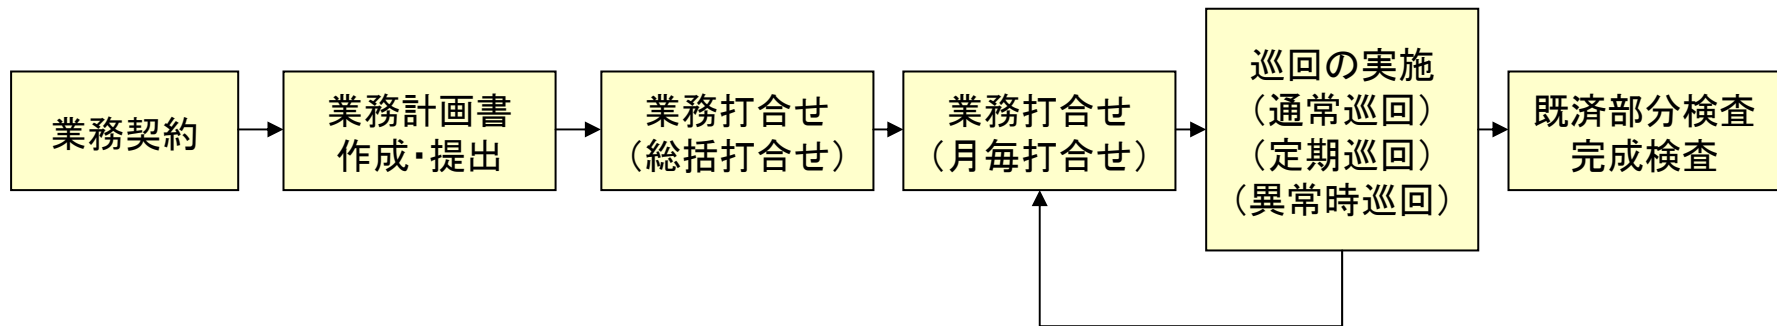 業務契約
業務計画書
作成・提出
業務打合せ
（総括打合せ）
業務打合せ
（月毎打合せ）
巡回の実施
（通常巡回）
（定期巡回）
（異常時巡回）
既済部分検査
完成検査